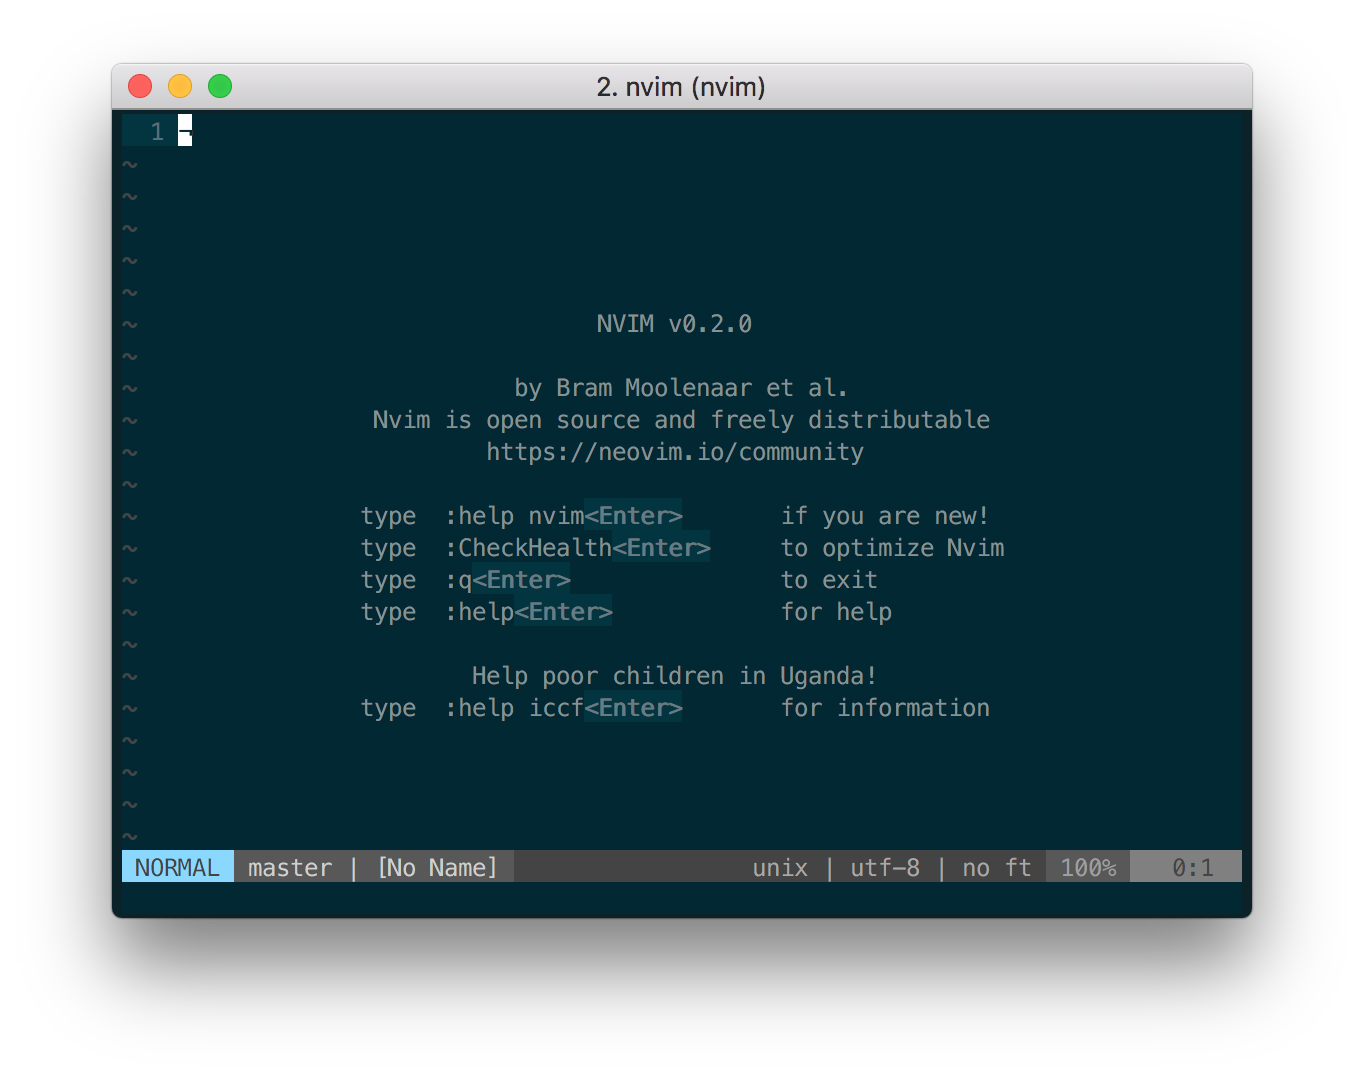 2. nvim (nvim)
1 ¬
~
~
~
~
~
~ NVIM v0.2.0
~
~ by Bram Moolenaar et al.
~ Nvim is open source and freely distributable
~ https://neovim.io/community
~
~ type :help nvim<Enter> if you are new!
~ type :CheckHealth<Enter> to optimize Nvim
~ type :q<Enter> to exit
~ type :help<Enter> for help
~
~ Help poor children in Uganda!
~ type :help iccf<Enter> for information
~
~
~
~
NORMAL master | [No Name] unix | utf-8 | no ft 100% 0:1